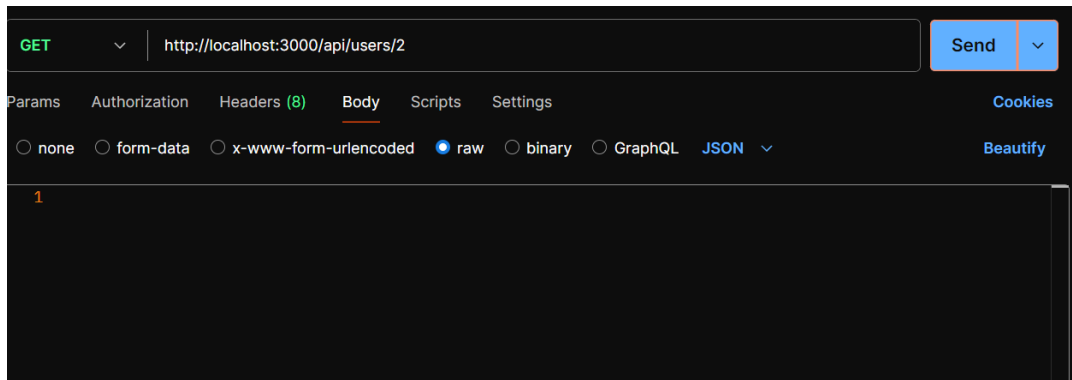 GET http://localhost:3000/api/users/2 Send
Params Authorization Headers (8) Body Scripts Settings Cookies
none form-data x-www-form-urlencoded raw binary GraphQL JSON Beautify
1